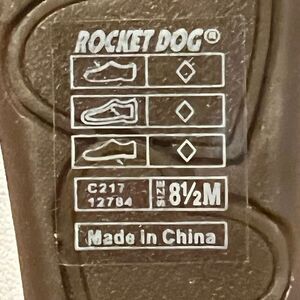 ROCKET DOG®
C217
12784
SIZE 8½M
Made in China